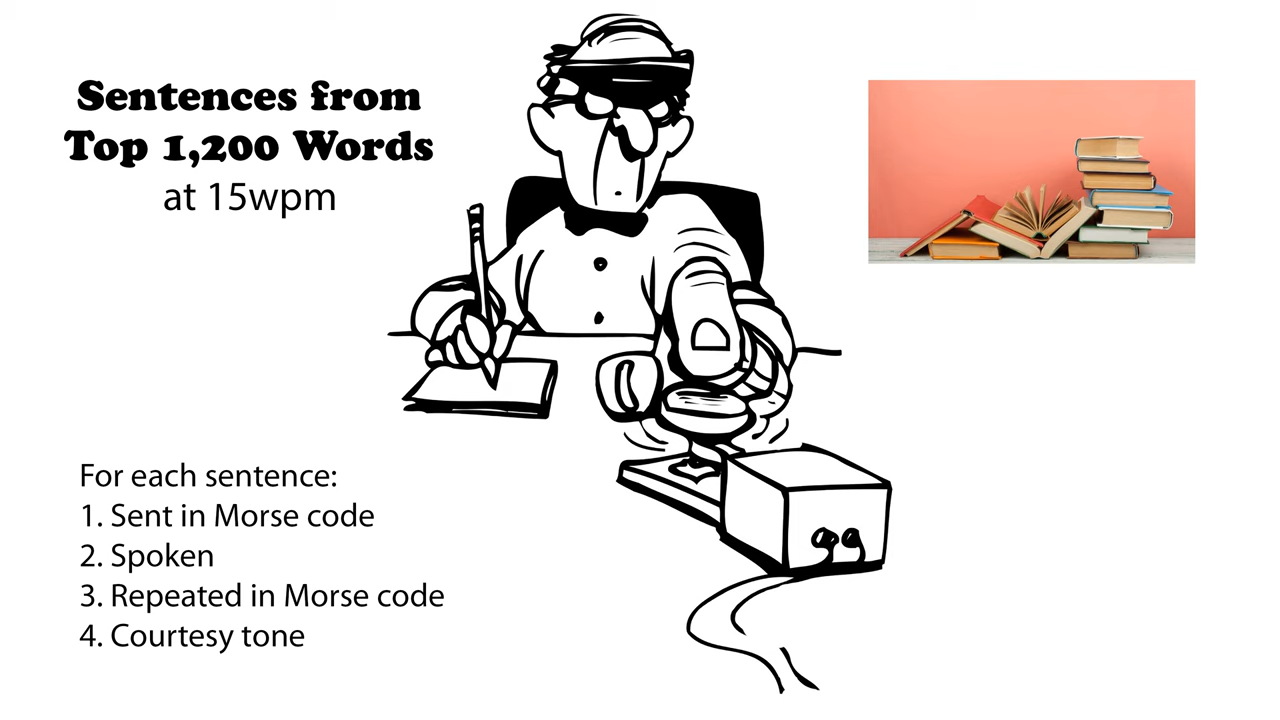 Sentences from
Top 1,200 Words
at 15wpm
For each sentence:
1. Sent in Morse code
2. Spoken
3. Repeated in Morse code
4. Courtesy tone